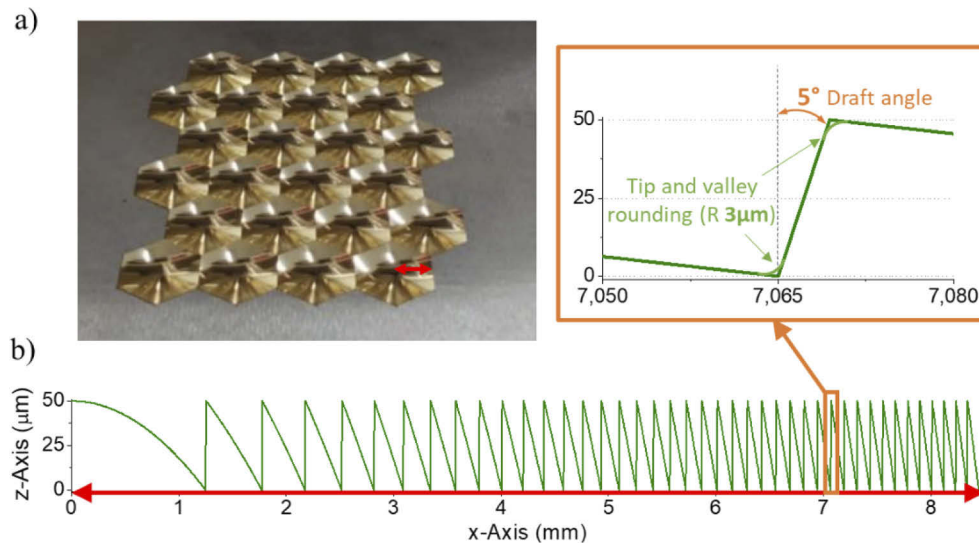 a)
5° Draft angle
50
Tip and valley
rounding (R 3µm)
25
0
7,050 7,065 7,080
b)
z-Axis (µm)
50
25
0
0 1 2 3 4 5 6 7 8
x-Axis (mm)